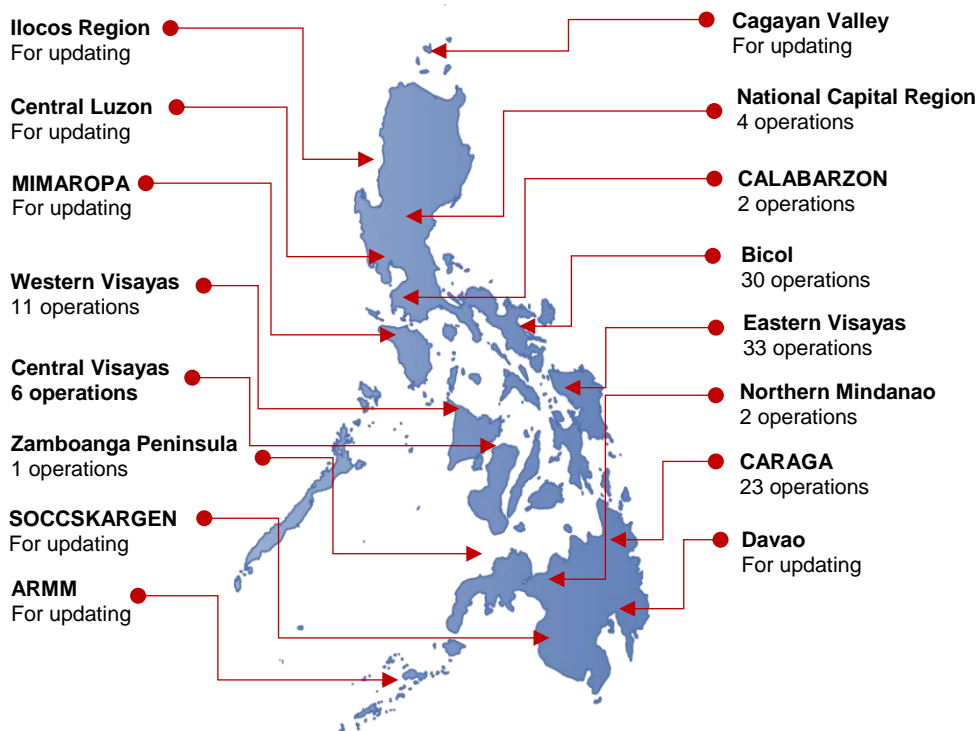 Ilocos Region
For updating
Central Luzon
For updating
MIMAROPA
For updating
Western Visayas
11 operations
Central Visayas
6 operations
Zamboanga Peninsula
1 operations
SOCCSKARGEN
For updating
ARMM
For updating
Cagayan Valley
For updating
National Capital Region
4 operations
CALABARZON
2 operations
Bicol
30 operations
Eastern Visayas
33 operations
Northern Mindanao
2 operations
CARAGA
23 operations
Davao
For updating